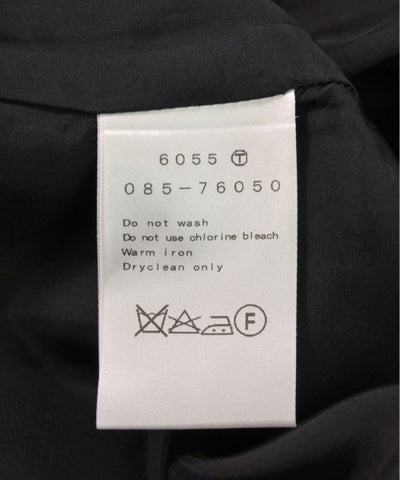 6055 Ⓣ
085-76050
Do not wash
Do not use chlorine bleach
Warm iron
Dryclean only
F